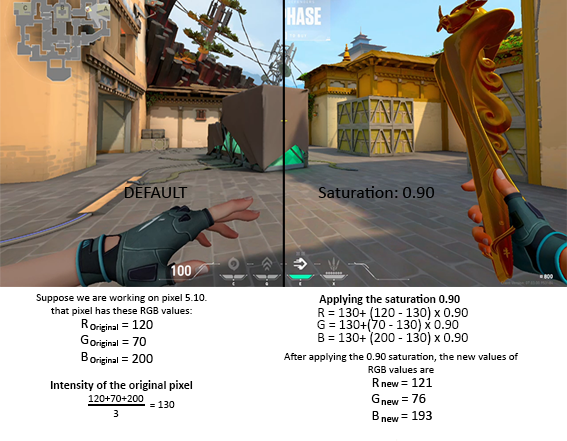 HASE
DEFAULT
Saturation: 0.90
100
C
Q
E
X
Suppose we are working on pixel 5.10.
that pixel has these RGB values:
R Original = 120
G Original = 70
B Original = 200
Intensity of the original pixel
120+70+200
3
= 130
Applying the saturation 0.90
R = 130+ (120 - 130) x 0.90
G = 130+(70 - 130) x 0.90
B = 130+ (200 - 130) x 0.90
After applying the 0.90 saturation, the new values of
RGB values are
R new = 121
G new = 76
B new = 193